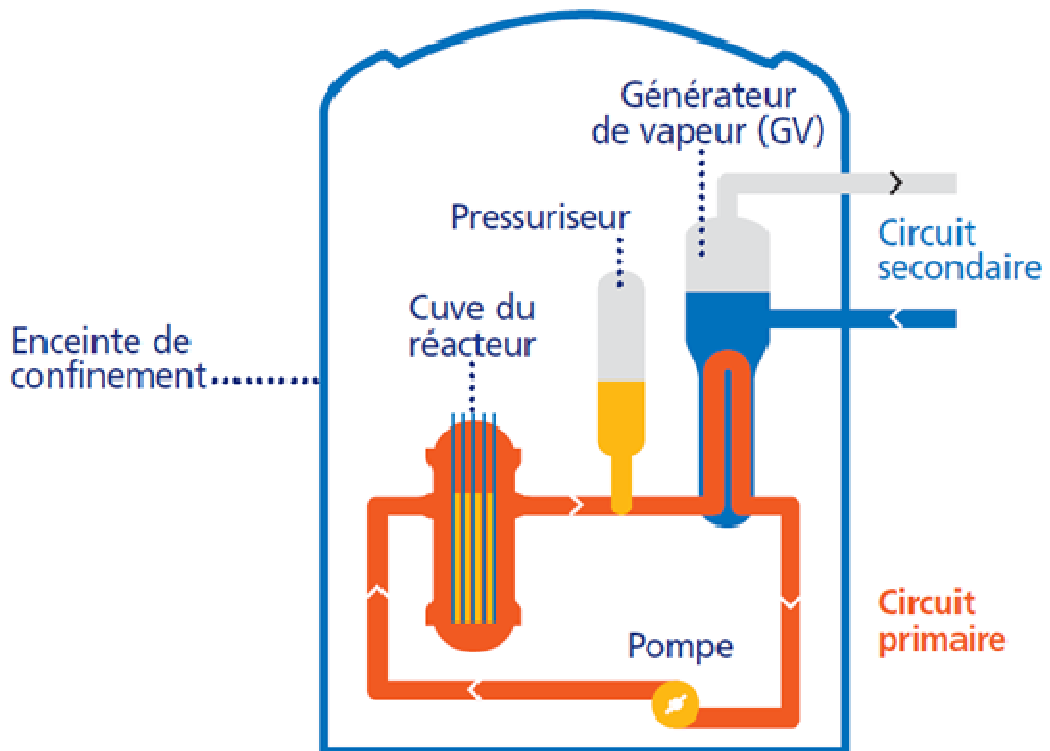 Générateur
de vapeur (GV)
Pressuriseur
Circuit
secondaire
Cuve du
réacteur
Enceinte de
confinement
Circuit
primaire
Pompe